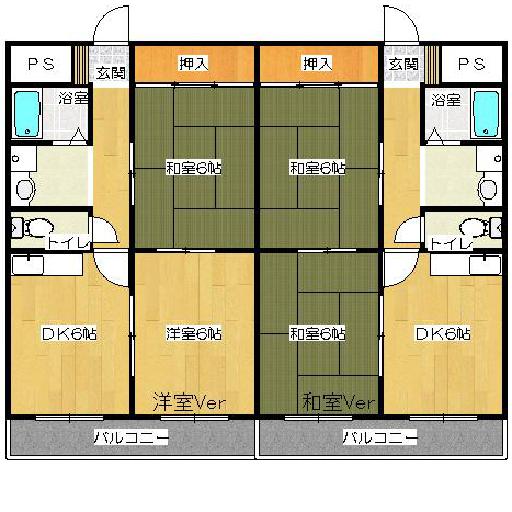 PS
玄関
押入
押入
玄関
PS
浴室
浴室
和室6帖
和室6帖
トイレ
トイレ
DK6帖
洋室6帖
和室6帖
DK6帖
洋室Ver
和室Ver
バルコニー
バルコニー